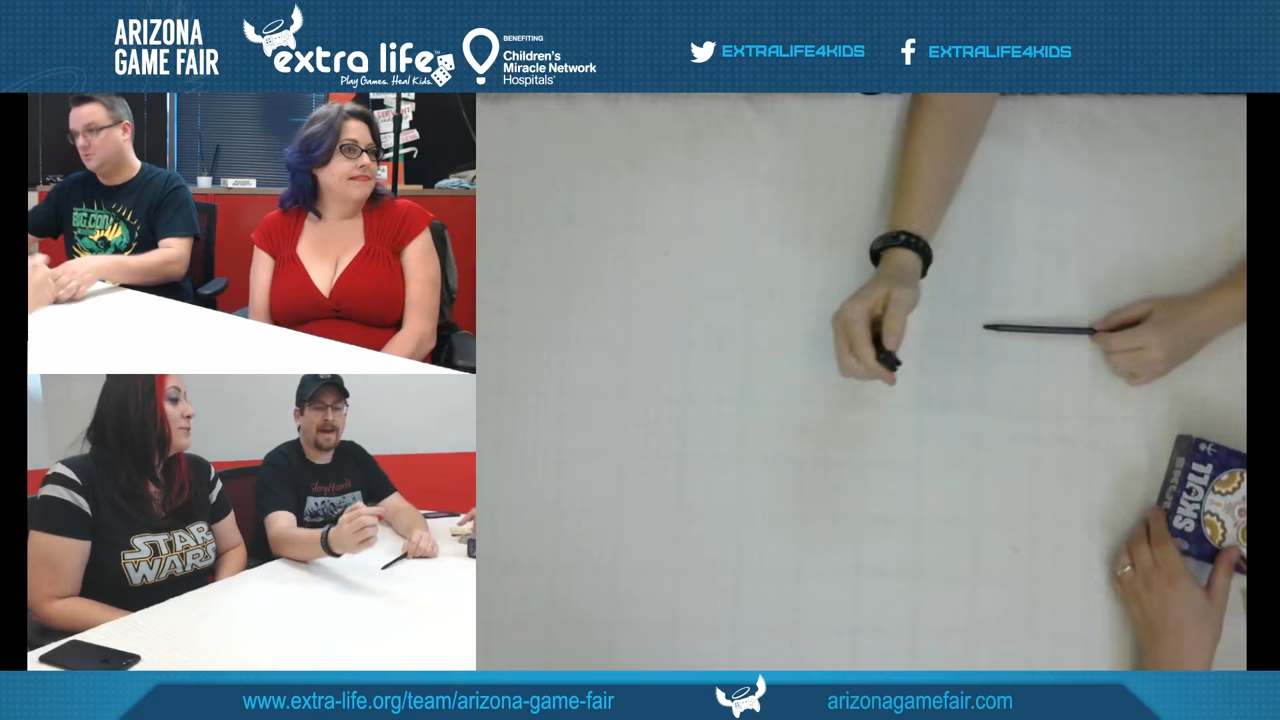 ARIZONA
GAME FAIR
extra life
Play Games. Heal Kids.
BENEFITING
Children's
Miracle Network
Hospitals
EXTRALIFE4KIDS
EXTRALIFE4KIDS
BIG CON
STAR
WARS
SKULL
SKULL
www.extra-life.org/team/arizona-game-fair
arizonagamefair.com